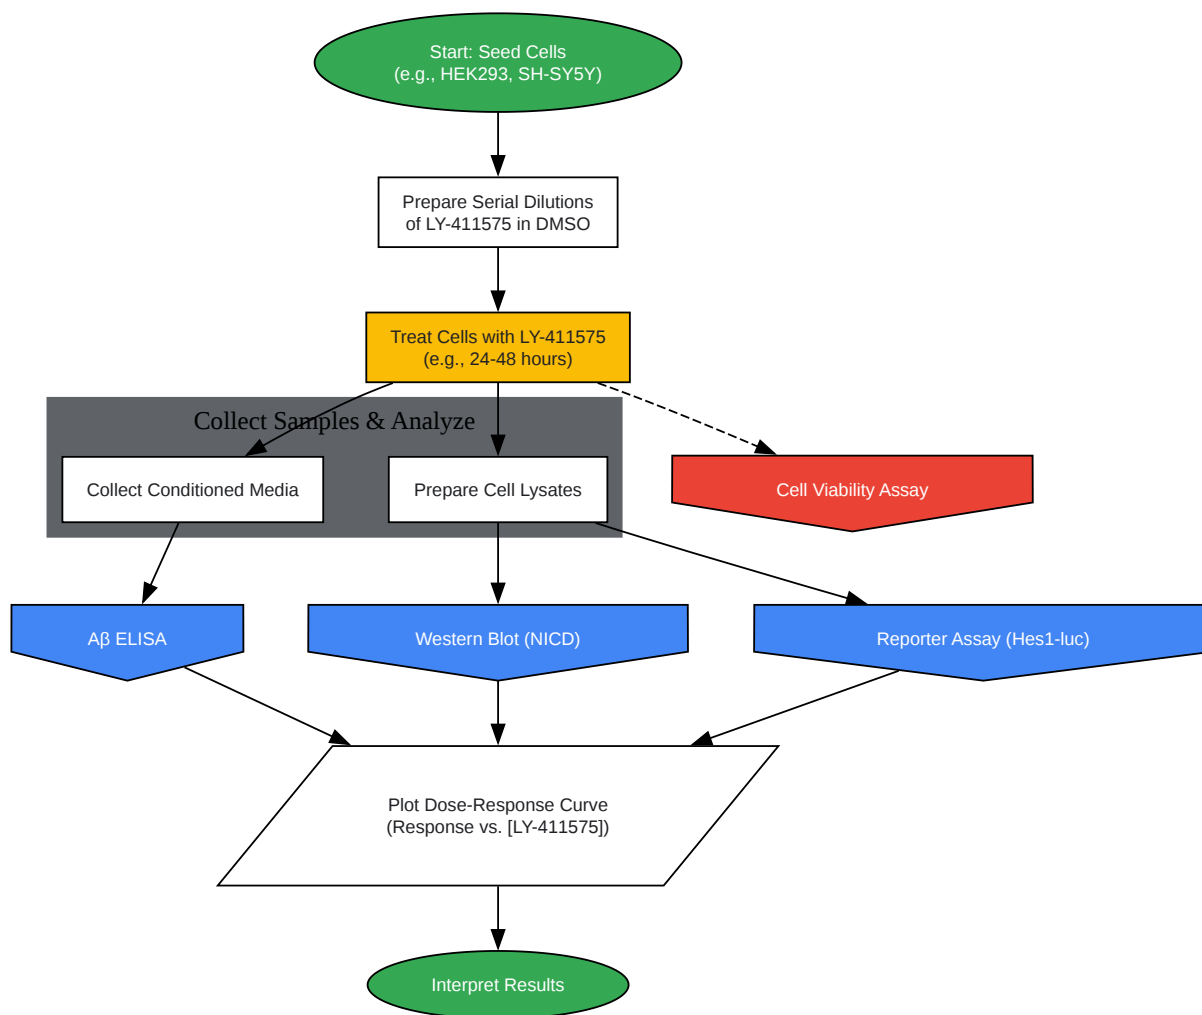 Start: Seed Cells
(e.g., HEK293, SH-SY5Y)
Prepare Serial Dilutions
of LY-411575 in DMSO
Treat Cells with LY-411575
(e.g., 24-48 hours)
Collect Samples & Analyze
Collect Conditioned Media
Prepare Cell Lysates
Cell Viability Assay
Aβ ELISA
Western Blot (NICD)
Reporter Assay (Hes1-luc)
Plot Dose-Response Curve
(Response vs. [LY-411575])
Interpret Results